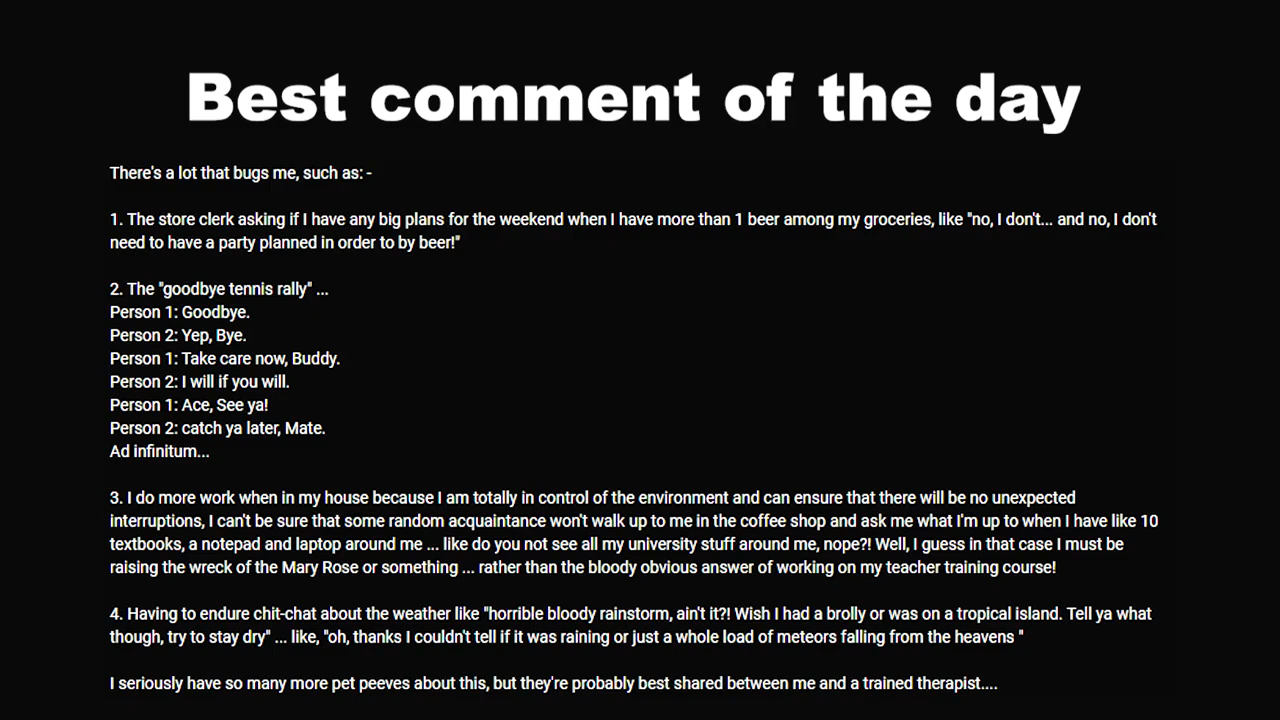 Best comment of the day
There's a lot that bugs me, such as: -
1. The store clerk asking if I have any big plans for the weekend when I have more than 1 beer among my groceries, like "no, I don't... and no, I don't
need to have a party planned in order to by beer!"
2. The "goodbye tennis rally" ...
Person 1: Goodbye.
Person 2: Yep, Bye.
Person 1: Take care now, Buddy.
Person 2: I will if you will.
Person 1: Ace, See ya!
Person 2: catch ya later, Mate.
Ad infinitum...
3. I do more work when in my house because I am totally in control of the environment and can ensure that there will be no unexpected
interruptions, I can't be sure that some random acquaintance won't walk up to me in the coffee shop and ask me what I'm up to when I have like 10
textbooks, a notepad and laptop around me ... like do you not see all my university stuff around me, nope?! Well, I guess in that case I must be
raising the wreck of the Mary Rose or something ... rather than the bloody obvious answer of working on my teacher training course!
4. Having to endure chit-chat about the weather like "horrible bloody rainstorm, ain't it?! Wish I had a brolly or was on a tropical island. Tell ya what
though, try to stay dry" ... like, "oh, thanks I couldn't tell if it was raining or just a whole load of meteors falling from the heavens "
I seriously have so many more pet peeves about this, but they're probably best shared between me and a trained therapist....